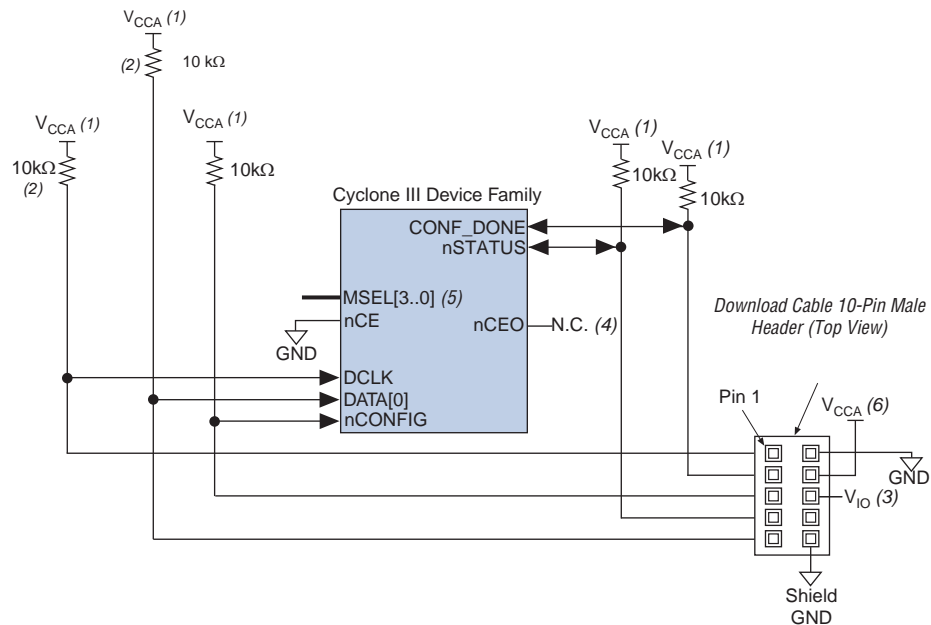 VCCA (1)
(2) 10 kΩ
VCCA (1)
10kΩ
(2)
VCCA (1)
10kΩ
VCCA (1)
10kΩ
VCCA (1)
10kΩ
Cyclone III Device Family
CONF_DONE
nSTATUS
MSEL[3..0] (5)
nCE
GND
nCEO
N.C. (4)
DCLK
DATA[0]
nCONFIG
Download Cable 10-Pin Male
Header (Top View)
Pin 1
VCCA (6)
GND
VIO (3)
Shield
GND